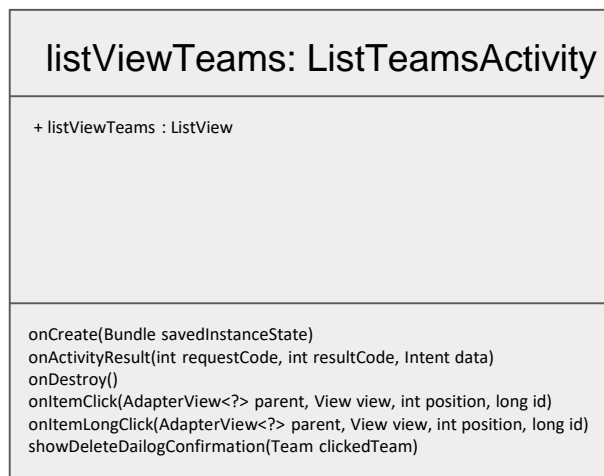 listViewTeams: ListTeamsActivity
+ listViewTeams : ListView
onCreate(Bundle savedInstanceState)
onActivityResult(int requestCode, int resultCode, Intent data)
onDestroy()
onItemClick(AdapterView<?> parent, View view, int position, long id)
onItemLongClick(AdapterView<?> parent, View view, int position, long id)
showDeleteDailogConfirmation(Team clickedTeam)